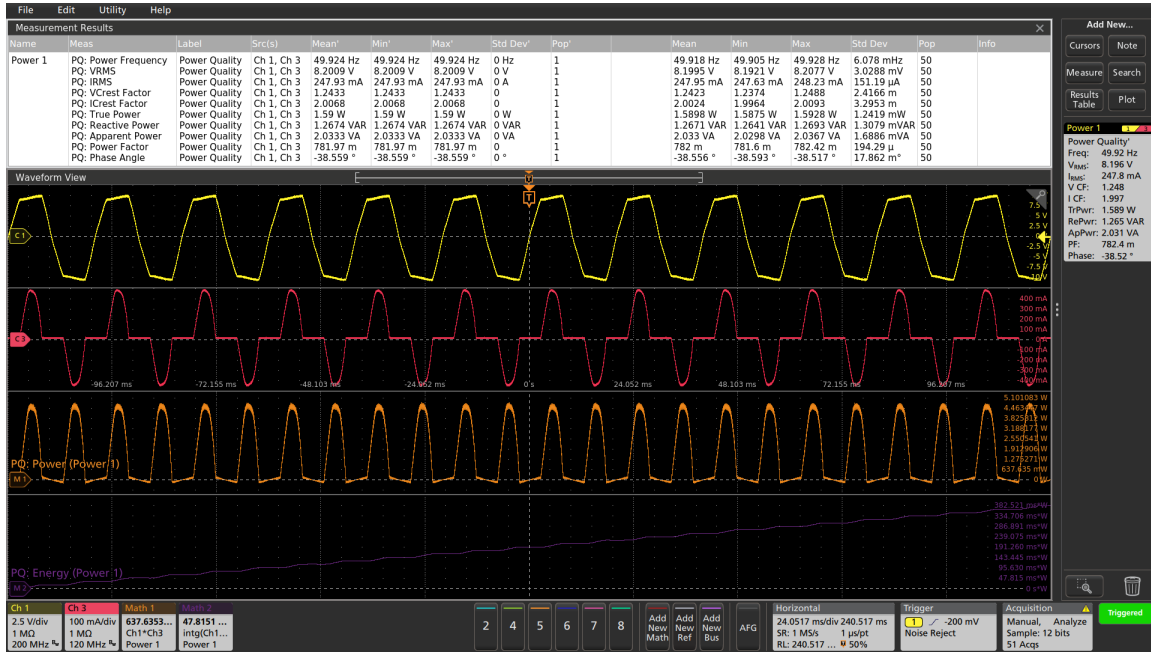 File Edit Utility Help
Measurement Results
Name Meas Label Src(s) Mean' Min' Max' Std Dev' Pop' Mean Min Max Std Dev Pop Info
Power 1 PQ: Power Frequency Power Quality Ch 1, Ch 3 49.924 Hz 49.924 Hz 49.924 Hz 0 Hz 1 49.918 Hz 49.905 Hz 49.928 Hz 6.078 mHz 50
PQ: VRMS Power Quality Ch 1, Ch 3 8.2009 V 8.2009 V 8.2009 V 0 V 1 8.1995 V 8.1921 V 8.2077 V 3.0288 mV 50
PQ: IRMS Power Quality Ch 1, Ch 3 247.93 mA 247.93 mA 247.93 mA 0 A 1 247.95 mA 247.63 mA 248.23 mA 151.19 µA 50
PQ: VCrest Factor Power Quality Ch 1, Ch 3 1.2433 1.2433 1.2433 0 1 1.2423 1.2374 1.2488 2.4166 m 50
PQ: ICrest Factor Power Quality Ch 1, Ch 3 2.0068 2.0068 2.0068 0 1 2.0024 1.9964 2.0093 3.2953 m 50
PQ: True Power Power Quality Ch 1, Ch 3 1.59 W 1.59 W 1.59 W 0 W 1 1.5898 W 1.5875 W 1.5928 W 1.2419 mW 50
PQ: Reactive Power Power Quality Ch 1, Ch 3 1.2674 VAR 1.2674 VAR 1.2674 VAR 0 VAR 1 1.2671 VAR 1.2641 VAR 1.2693 VAR 1.3079 mVAR 50
PQ: Apparent Power Power Quality Ch 1, Ch 3 2.0333 VA 2.0333 VA 2.0333 VA 0 VA 1 2.033 VA 2.0298 VA 2.0367 VA 1.6886 mVA 50
PQ: Power Factor Power Quality Ch 1, Ch 3 781.97 m 781.97 m 781.97 m 0 1 782 m 781.6 m 782.42 m 194.29 µ 50
PQ: Phase Angle Power Quality Ch 1, Ch 3 -38.559 ° -38.559 ° -38.559 ° 0 ° 1 -38.556 ° -38.593 ° -38.517 ° 17.862 m° 50
Waveform View
T
T
7.5
5 V
2.5 V
C 1
-2.5 V
-5 V
-7.5 V
-10 V
400 mA
300 mA
200 mA
100 mA
C 3
0 A
-100 mA
-200 mA
-300 mA
-400 mA
-96.207 ms -72.155 ms -48.103 ms -24.052 ms 0 s 24.052 ms 48.103 ms 72.155 ms 96.207 ms
5.101083 W
4.463447 W
3.825812 W
3.188177 W
2.550541 W
1.912906 W
1.275271 W
PQ: Power (Power 1) 637.635 mW
M 1 0 W
382.521 ms*W
334.706 ms*W
286.891 ms*W
239.075 ms*W
191.260 ms*W
143.445 ms*W
PQ: Energy (Power 1) 95.630 ms*W
47.815 ms*W
M 2 0 s*W
Add New...
Cursors Note
Measure Search
Results Table Plot
Power 1 1 3
Power Quality'
Freq: 49.92 Hz
VRMS: 8.196 V
IRMS: 247.8 mA
V CF: 1.248
I CF: 1.997
TrPwr: 1.589 W
RePwr: 1.265 VAR
ApPwr: 2.031 VA
PF: 782.4 m
Phase: -38.52 °
Ch 1
2.5 V/div
1 MΩ
200 MHz
Ch 3
100 mA/div
1 MΩ
120 MHz
Math 1
637.6353...
Ch1*Ch3
Power 1
Math 2
47.8151 ...
intg(Ch1...
Power 1
2 4 5 6 7 8
Add New Math
Add New Ref
Add New Bus
AFG
Horizontal
24.0517 ms/div 240.517 ms
SR: 1 MS/s 1 µs/pt
RL: 240.517 ... 50%
Trigger
1 -200 mV
Noise Reject
Acquisition
Manual, Analyze
Sample: 12 bits
51 Acqs
Triggered